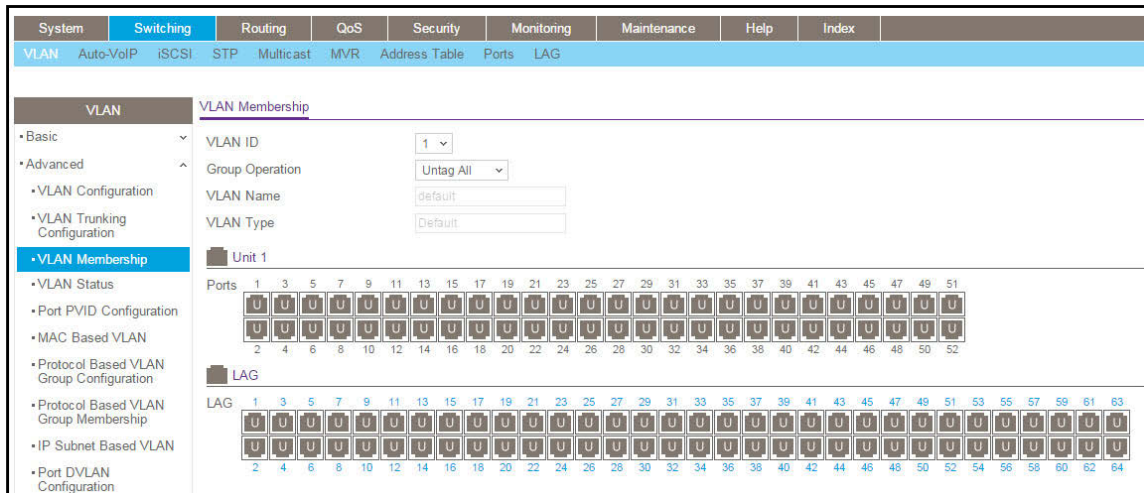 System Switching Routing QoS Security Monitoring Maintenance Help Index
VLAN Auto-VoIP iSCSI STP Multicast MVR Address Table Ports LAG
VLAN
Basic
Advanced
VLAN Configuration
VLAN Trunking
Configuration
VLAN Membership
VLAN Status
Port PVID Configuration
MAC Based VLAN
Protocol Based VLAN
Group Configuration
Protocol Based VLAN
Group Membership
IP Subnet Based VLAN
Port DVLAN
Configuration
VLAN Membership
VLAN ID 1
Group Operation Untag All
VLAN Name default
VLAN Type Default
Unit 1
Ports 1 3 5 7 9 11 13 15 17 19 21 23 25 27 29 31 33 35 37 39 41 43 45 47 49 51
U U U U U U U U U U U U U U U U U U U U U U U U U U
U U U U U U U U U U U U U U U U U U U U U U U U U U
2 4 6 8 10 12 14 16 18 20 22 24 26 28 30 32 34 36 38 40 42 44 46 48 50 52
LAG
LAG 1 3 5 7 9 11 13 15 17 19 21 23 25 27 29 31 33 35 37 39 41 43 45 47 49 51 53 55 57 59 61 63
U U U U U U U U U U U U U U U U U U U U U U U U U U U U U U U U
U U U U U U U U U U U U U U U U U U U U U U U U U U U U U U U U
2 4 6 8 10 12 14 16 18 20 22 24 26 28 30 32 34 36 38 40 42 44 46 48 50 52 54 56 58 60 62 64